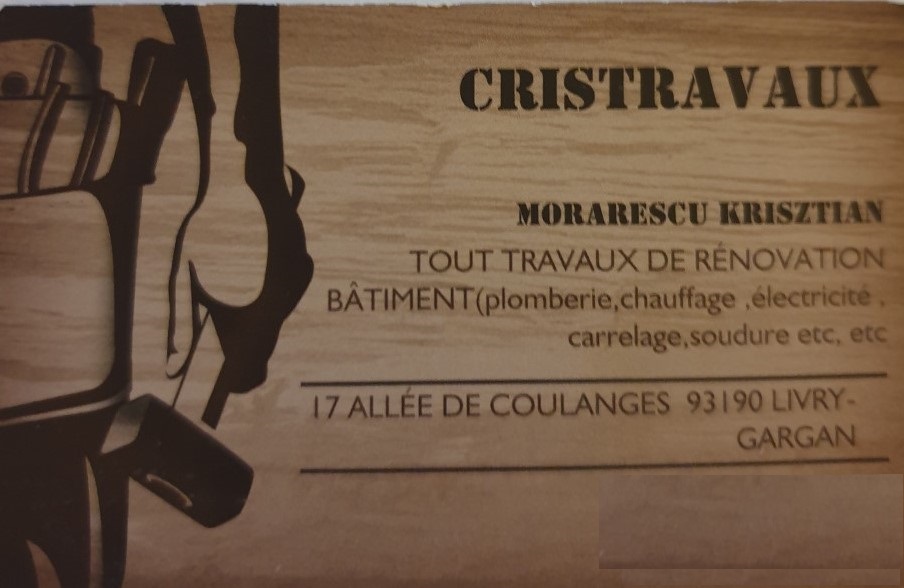 CRISTRAVAUX
MORARESCU KRISZTIAN
TOUT TRAVAUX DE RÉNOVATION
BÂTIMENT(plomberie,chauffage ,électricité ,
carrelage,soudure etc, etc
17 ALLÉE DE COULANGES 93190 LIVRY-
GARGAN